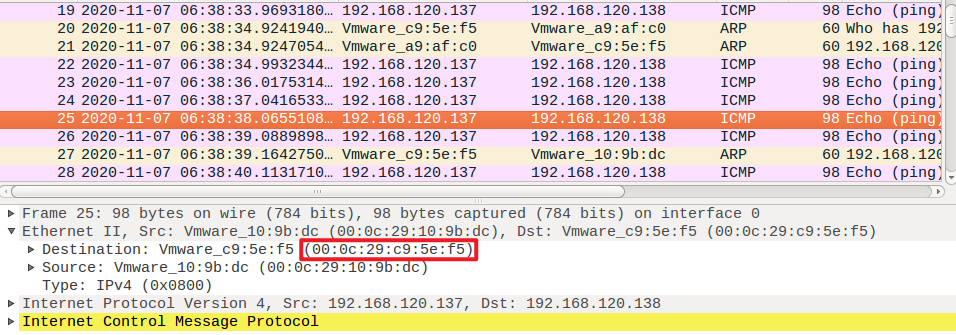 19 2020-11-07 06:38:33.9693180… 192.168.120.137 192.168.120.138 ICMP 98 Echo (ping)
20 2020-11-07 06:38:34.9241940… Vmware_c9:5e:f5 Vmware_a9:af:c0 ARP 60 Who has 192
21 2020-11-07 06:38:34.9247054… Vmware_a9:af:c0 Vmware_c9:5e:f5 ARP 60 192.168.120
22 2020-11-07 06:38:34.9932344… 192.168.120.137 192.168.120.138 ICMP 98 Echo (ping)
23 2020-11-07 06:38:36.0175314… 192.168.120.137 192.168.120.138 ICMP 98 Echo (ping)
24 2020-11-07 06:38:37.0416533… 192.168.120.137 192.168.120.138 ICMP 98 Echo (ping)
25 2020-11-07 06:38:38.0655108… 192.168.120.137 192.168.120.138 ICMP 98 Echo (ping)
26 2020-11-07 06:38:39.0889898… 192.168.120.137 192.168.120.138 ICMP 98 Echo (ping)
27 2020-11-07 06:38:39.1642750… Vmware_c9:5e:f5 Vmware_10:9b:dc ARP 60 192.168.120
28 2020-11-07 06:38:40.1131710… 192.168.120.137 192.168.120.138 ICMP 98 Echo (ping)
Frame 25: 98 bytes on wire (784 bits), 98 bytes captured (784 bits) on interface 0
Ethernet II, Src: Vmware_10:9b:dc (00:0c:29:10:9b:dc), Dst: Vmware_c9:5e:f5 (00:0c:29:c9:5e:f5)
Destination: Vmware_c9:5e:f5 (00:0c:29:c9:5e:f5)
Source: Vmware_10:9b:dc (00:0c:29:10:9b:dc)
Type: IPv4 (0x0800)
Internet Protocol Version 4, Src: 192.168.120.137, Dst: 192.168.120.138
Internet Control Message Protocol